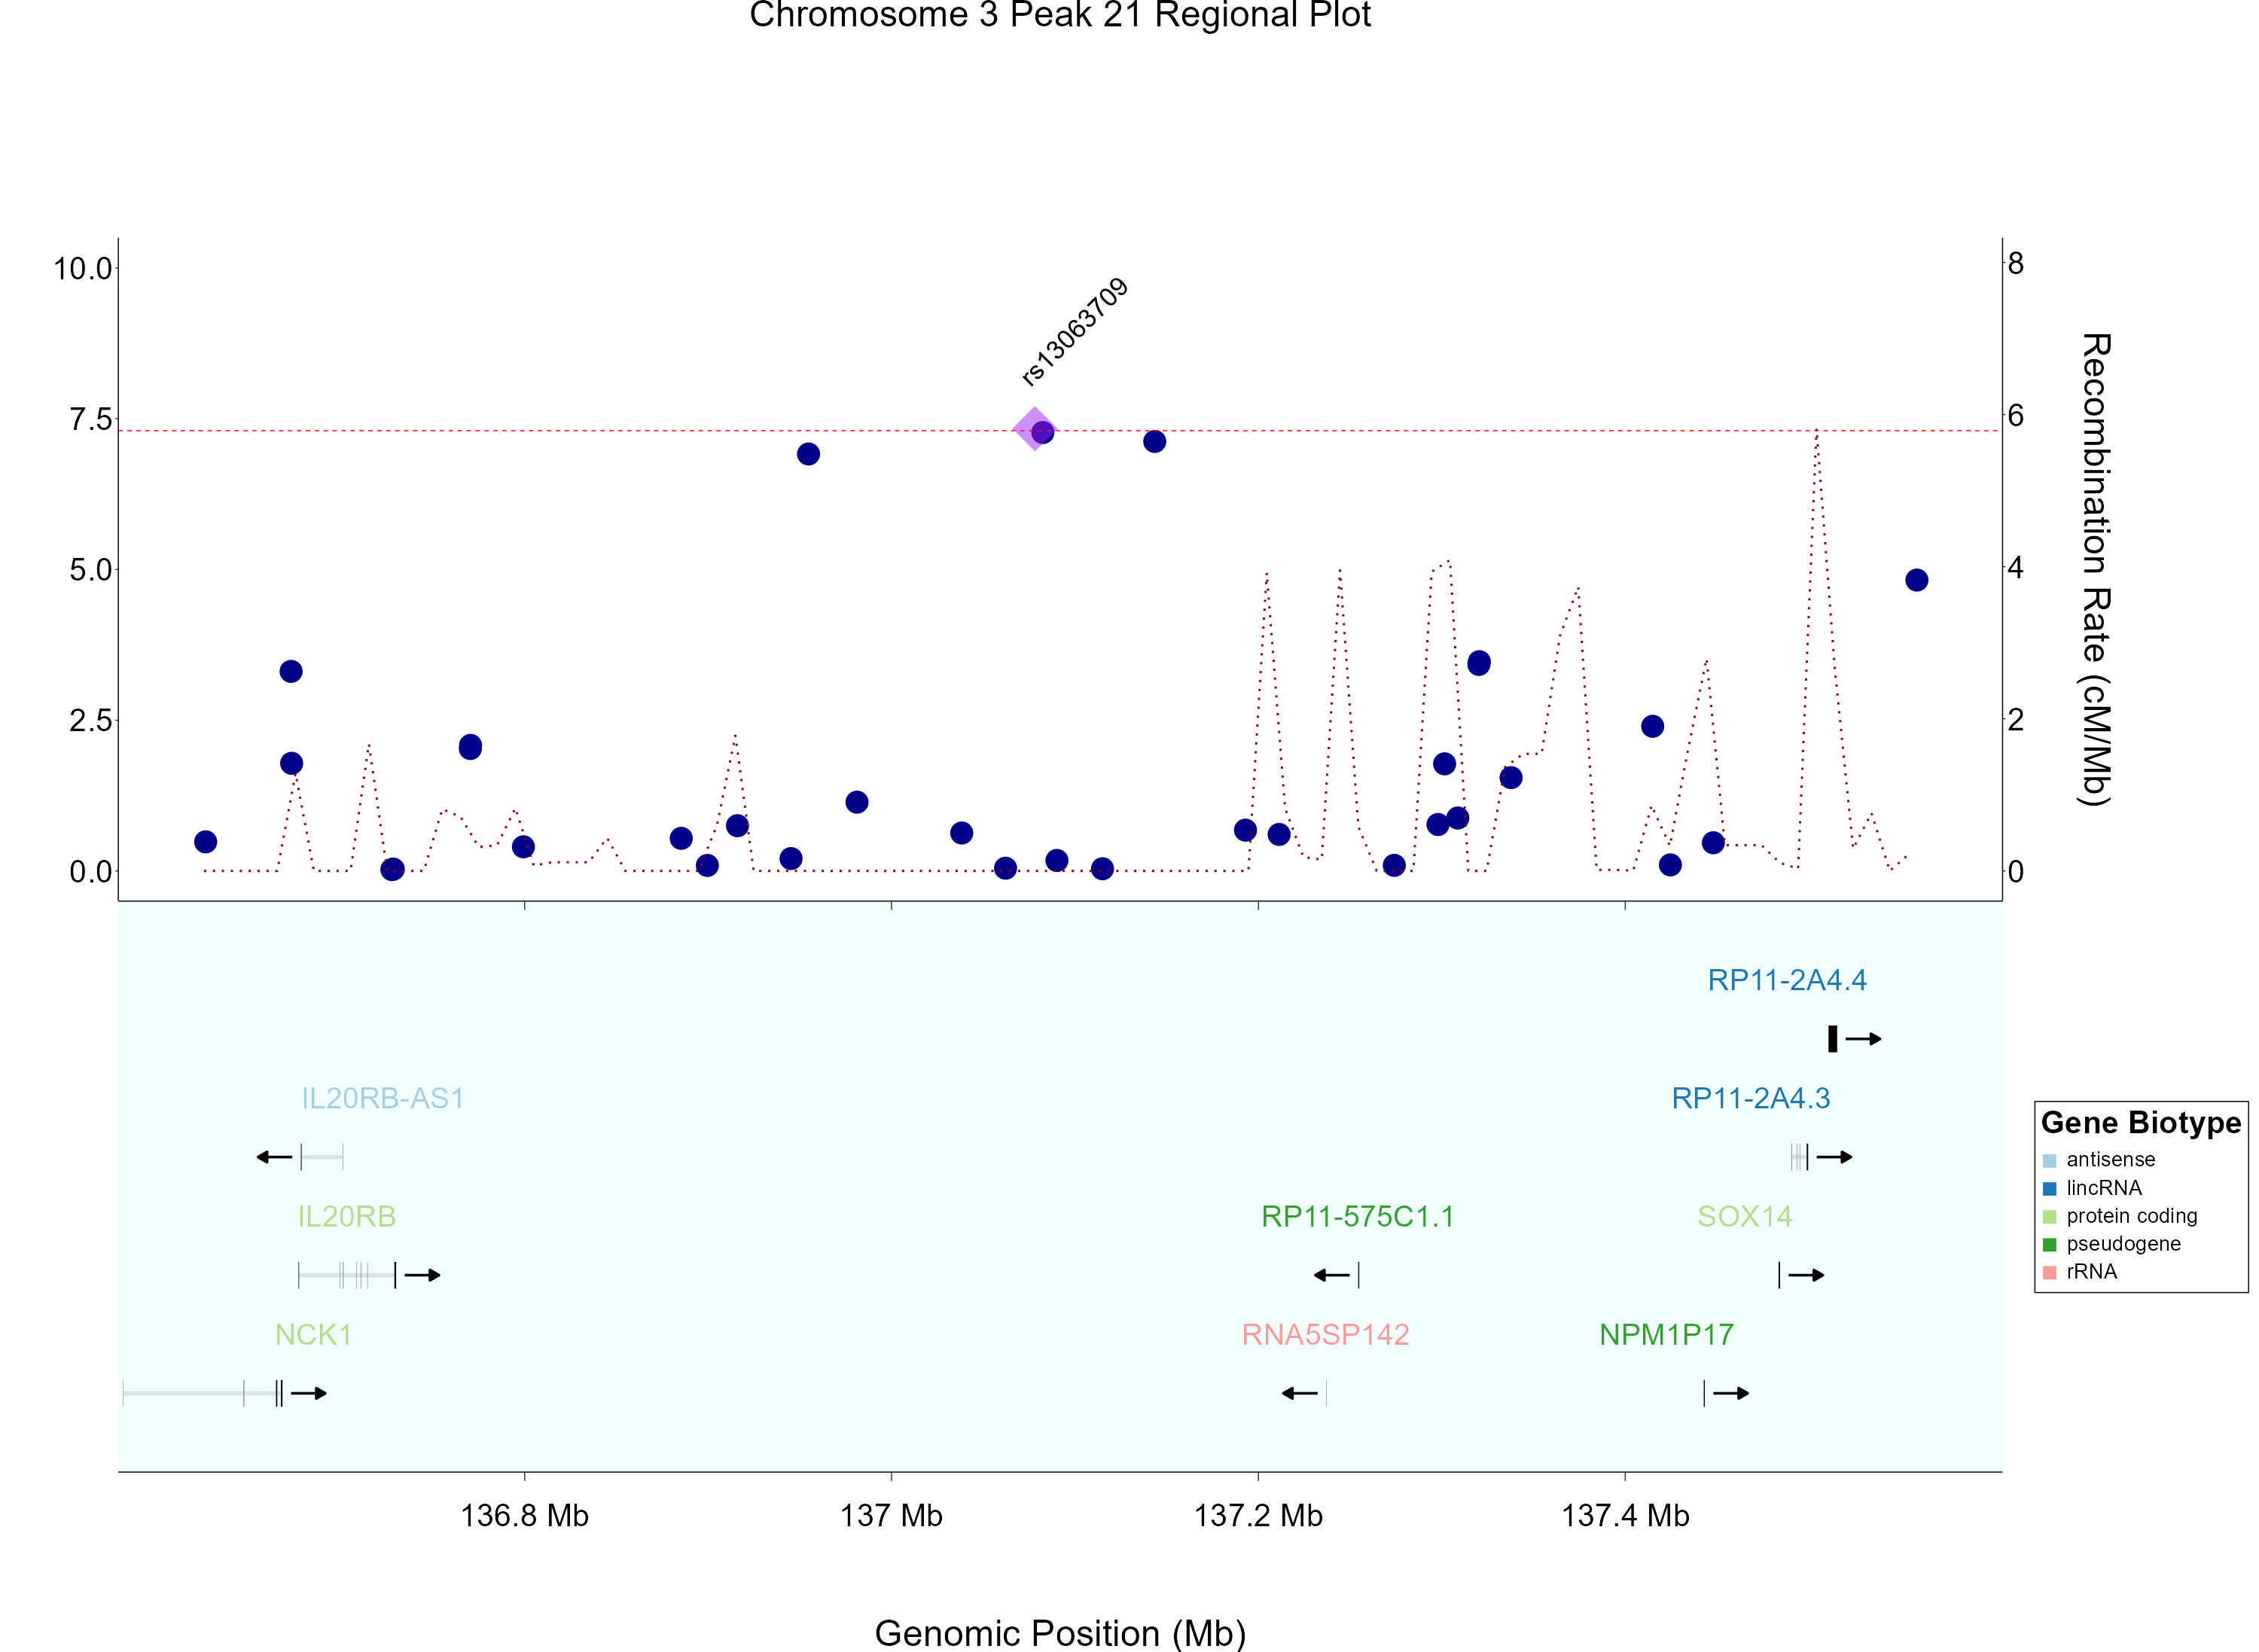 Chromosome 3 Peak 21 Regional Plot
rs13063709
10.0
7.5
5.0
2.5
0.0
8
6
4
2
0
Recombination Rate (cM/Mb)
RP11-2A4.4
IL20RB-AS1
RP11-2A4.3
IL20RB
RP11-575C1.1
SOX14
NCK1
RNA5SP142
NPM1P17
Gene Biotype
antisense
lincRNA
protein coding
pseudogene
rRNA
136.8 Mb
137 Mb
137.2 Mb
137.4 Mb
Genomic Position (Mb)